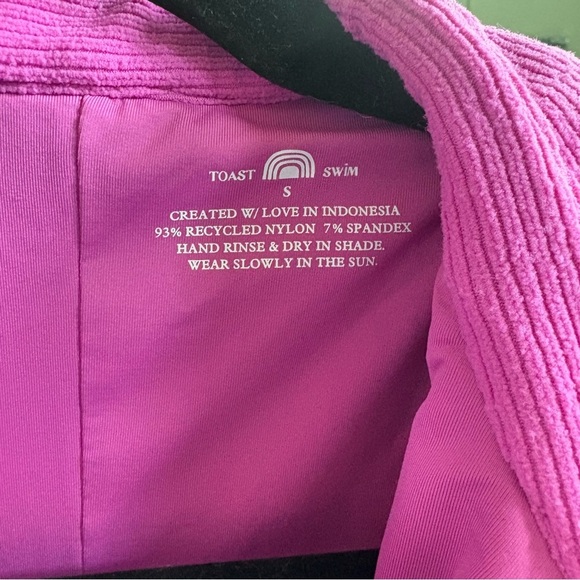 TOAST SWiM
S
CREATED W/ LOVE IN INDONESIA
93% RECYCLED NYLON 7% SPANDEX
HAND RINSE & DRY IN SHADE.
WEAR SLOWLY IN THE SUN.